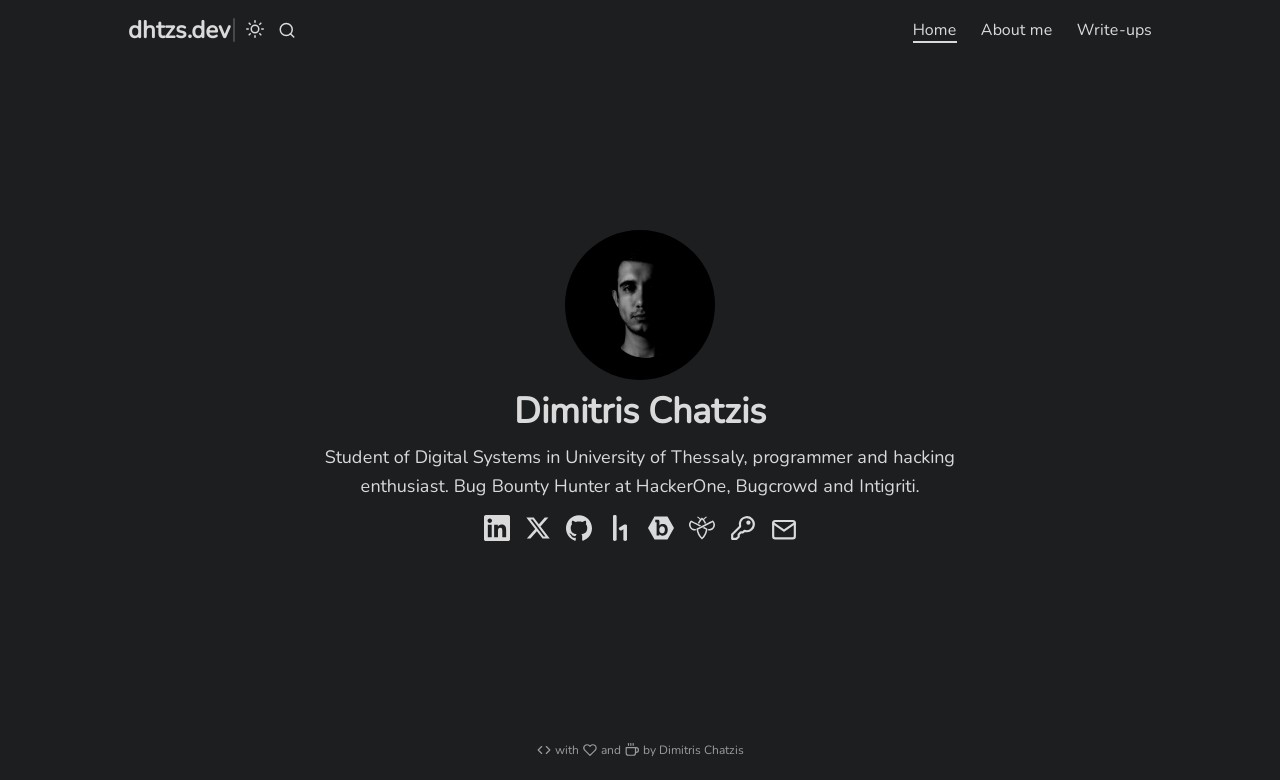 dhtzs.dev
Home About me Write-ups
Dimitris Chatzis
Student of Digital Systems in University of Thessaly, programmer and hacking
enthusiast. Bug Bounty Hunter at HackerOne, Bugcrowd and Intigriti.
with and by Dimitris Chatzis